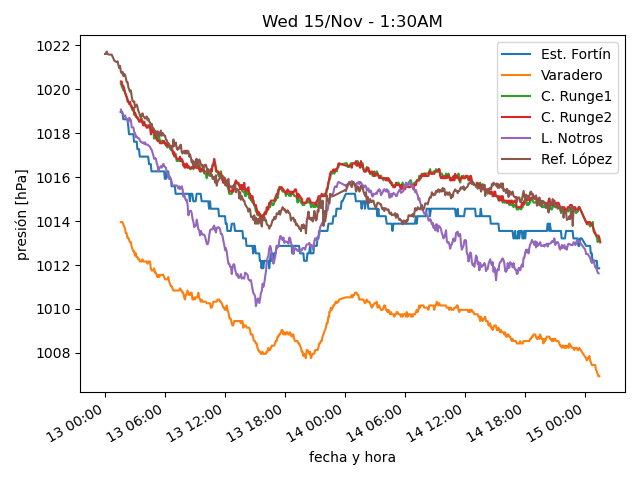 Wed 15/Nov - 1:30AM
Est. Fortín
Varadero
C. Runge1
C. Runge2
L. Notros
Ref. López
presión [hPa]
1022
1020
1018
1016
1014
1012
1010
1008
13 00:00
13 06:00
13 12:00
13 18:00
14 00:00
14 06:00
14 12:00
14 18:00
15 00:00
fecha y hora